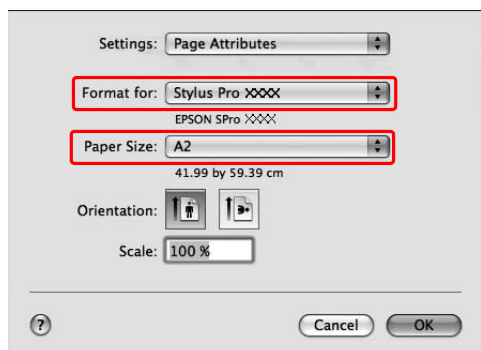 Settings: Page Attributes
Format for: Stylus Pro XXXX
EPSON SPro XXXX
Paper Size: A2
41.99 by 59.39 cm
Orientation:
Scale: 100 %
? Cancel OK